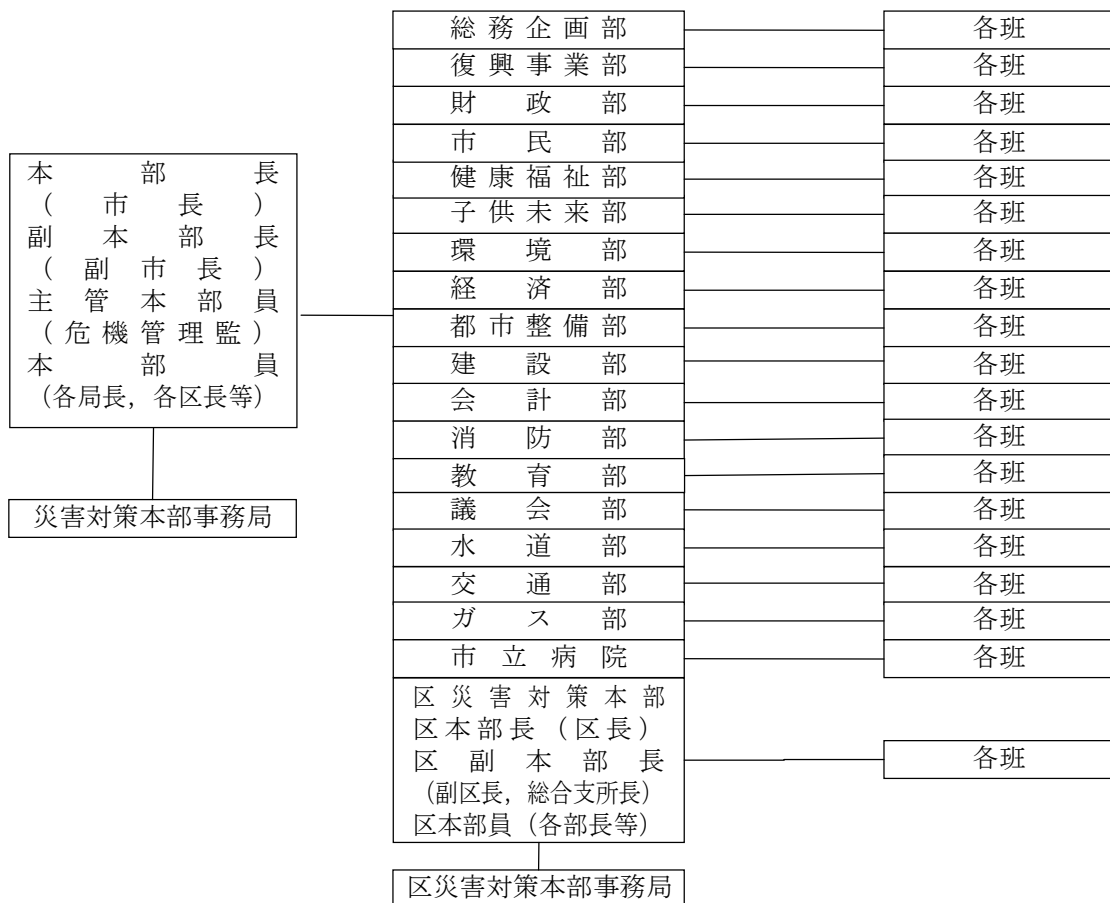 本部長
(市長)
副本部長
(副市長)
主管本部員
(危機管理監)
本部員
(各局長，各区長等)
災害対策本部事務局
総務企画部 各班
復興事業部 各班
財政部 各班
市民部 各班
健康福祉部 各班
子供未来部 各班
環境部 各班
経済部 各班
都市整備部 各班
建設部 各班
会計部 各班
消防部 各班
教育部 各班
議会部 各班
水道部 各班
交通部 各班
ガス部 各班
市立病院 各班
区災害対策本部
区本部長（区長）
区副本部長 各班
(副区長，総合支所長)
区本部員（各部長等）
区災害対策本部事務局